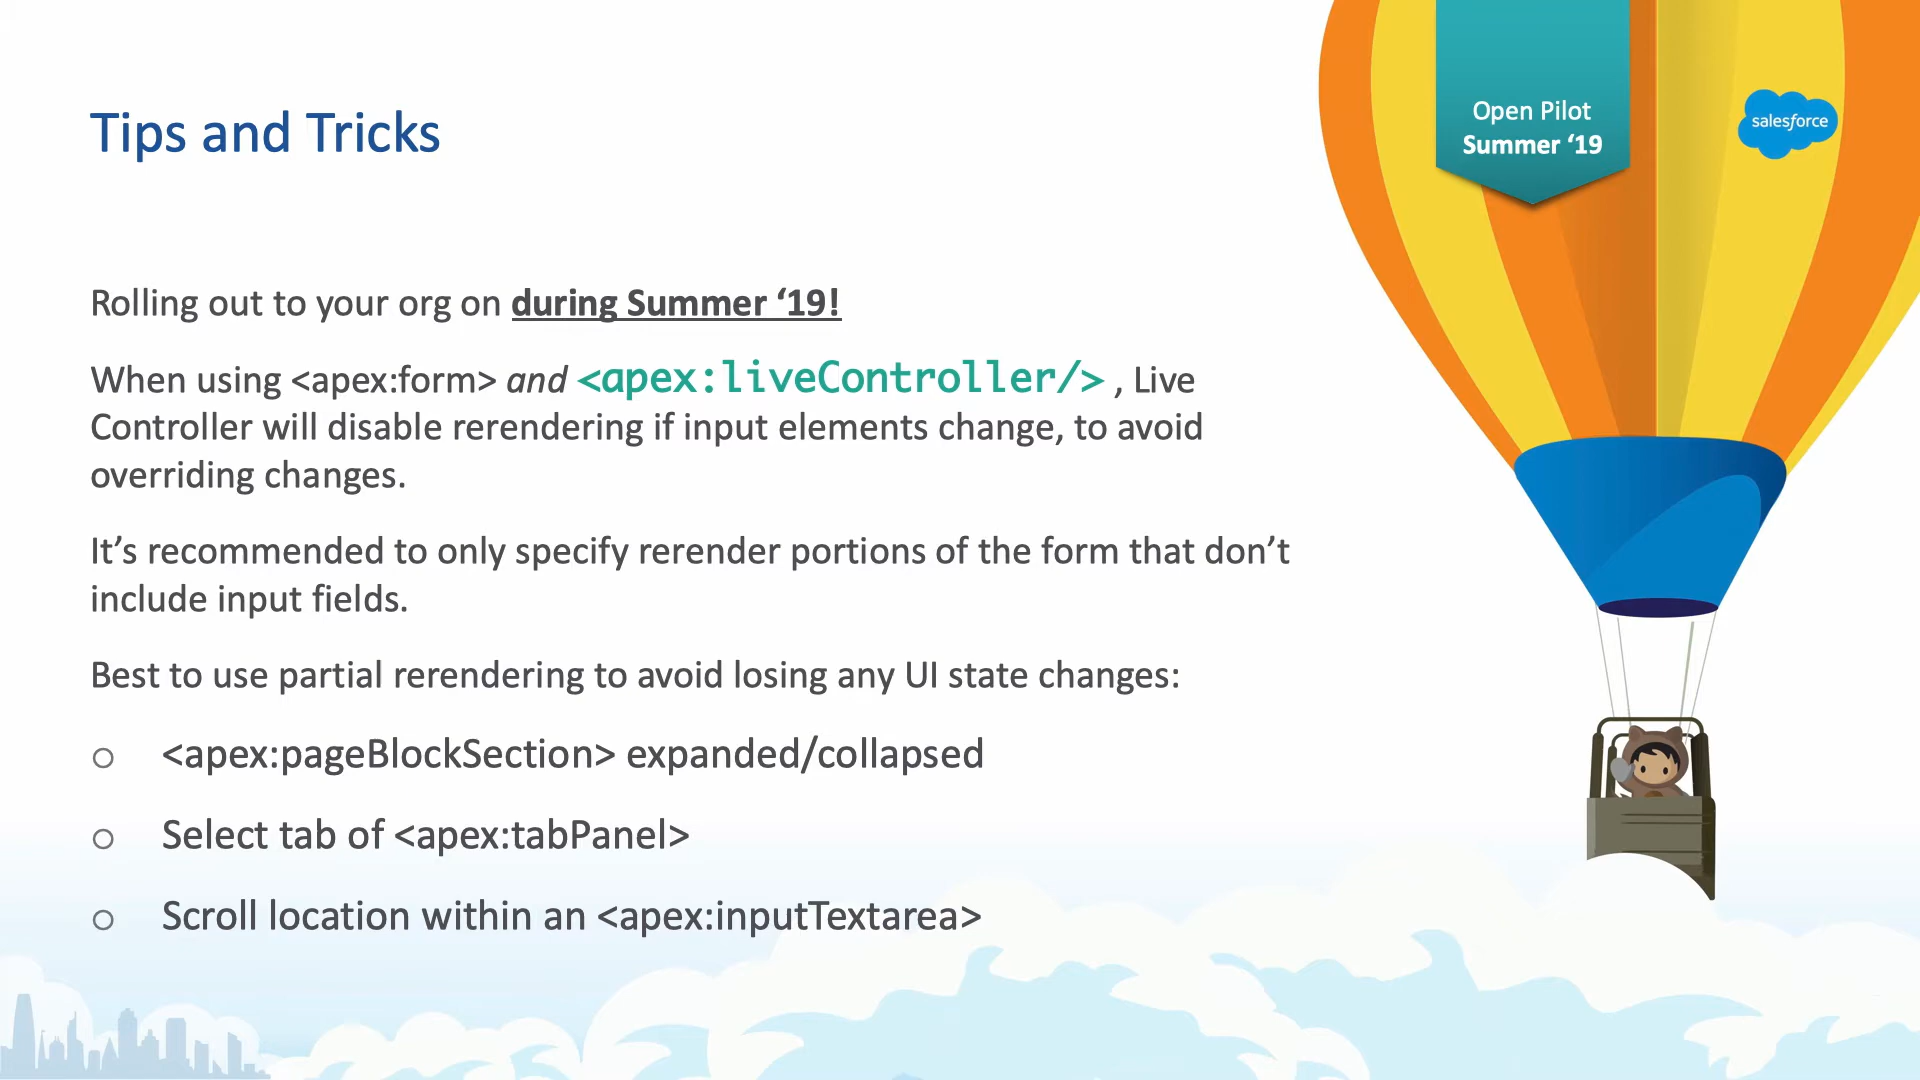 Open Pilot
Summer ‘19
salesforce
Tips and Tricks
Rolling out to your org on during Summer ‘19!
When using <apex:form> and <apex:liveController/> , Live
Controller will disable rerendering if input elements change, to avoid
overriding changes.
It’s recommended to only specify rerender portions of the form that don’t
include input fields.
Best to use partial rerendering to avoid losing any UI state changes:
○ <apex:pageBlockSection> expanded/collapsed
○ Select tab of <apex:tabPanel>
○ Scroll location within an <apex:inputTextarea>